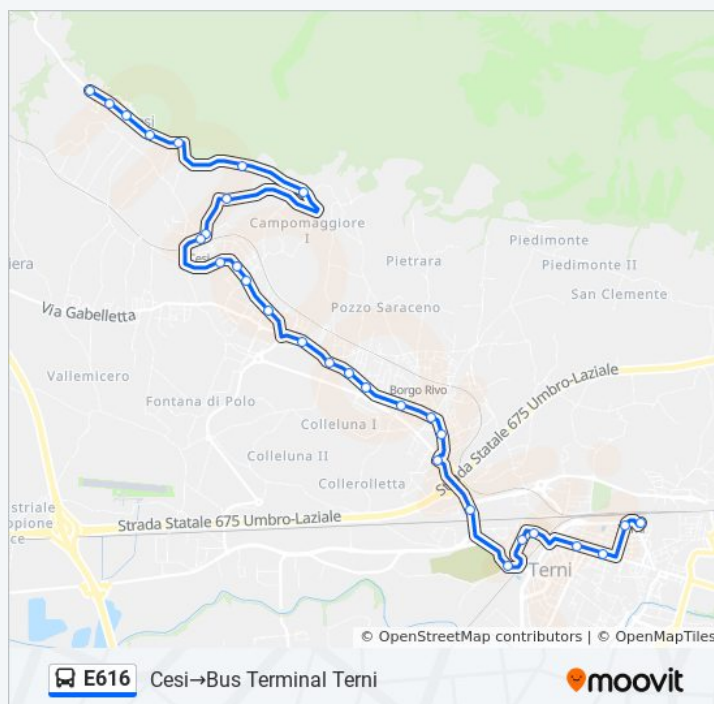 Campomaggiore
I
Piedimonte
Pietrara
Piedimonte II
Cesi
San Clemente
Via Gabelletta
Pozzo Saraceno
Vallemicero
Borgo Rivo
Fontana di Polo
Strada Statale 675 Umbro-Laziale
Colleluna I
Colleluna II
Collerolletta
Strada Statale 675 Umbro-Laziale
Terni
© OpenStreetMap contributors | © OpenMapTiles
E616 Cesi→Bus Terminal Terni
moovit